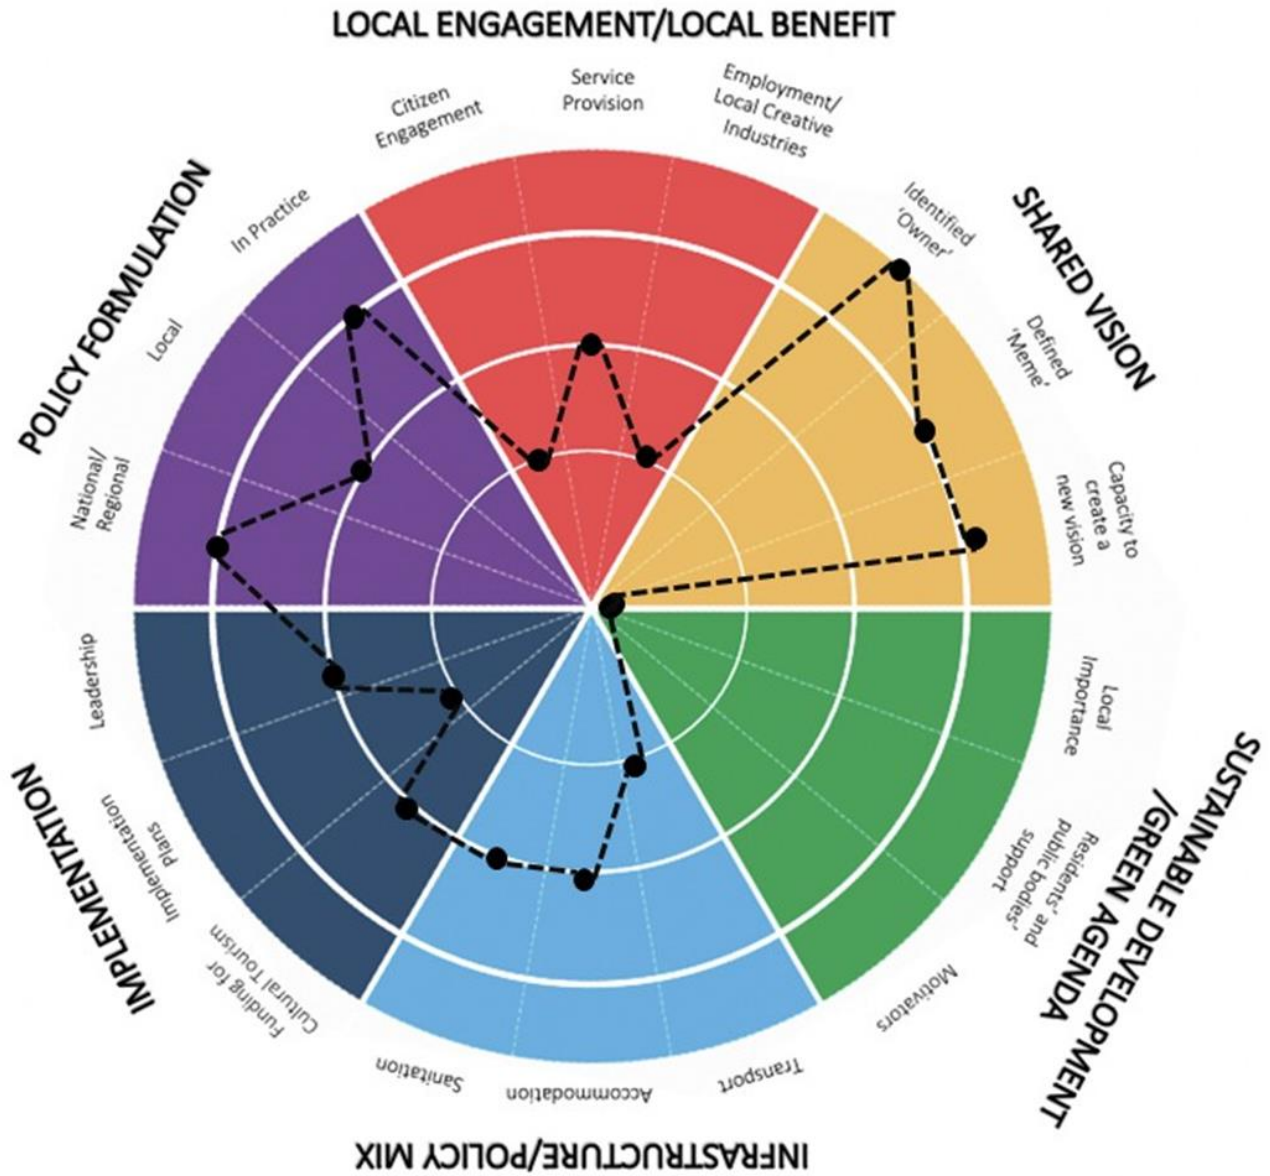 LOCAL ENGAGEMENT/LOCAL BENEFIT
Citizen
Engagement
Service
Provision
Employment/
Local Creative
Industries
SHARED VISION
Identified
‘Owner’
Defined
‘Meme’
Capacity to
create a
new vision
SUSTAINABLE DEVELOPMENT
/GREEN AGENDA
Local
Importance
Residents’ and
public bodies’
support
Motivators
INFRASTRUCTURE/POLICY MIX
Transport
Accommodation
Sanitation
IMPLEMENTATION
Funding for
Cultural Tourism
Implementation
Plans
Leadership
POLICY FORMULATION
National/
Regional
Local
In Practice